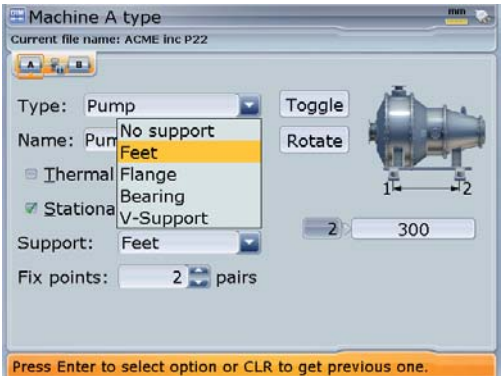 Machine A type
mm
Current file name: ACME inc P22
A
B
Type: Pump
Toggle
Name: Pum
Rotate
No support
Feet
Flange
Bearing
V-Support
Thermal
Stationa
1 2
Support: Feet
2 300
Fix points: 2 pairs
Press Enter to select option or CLR to get previous one.